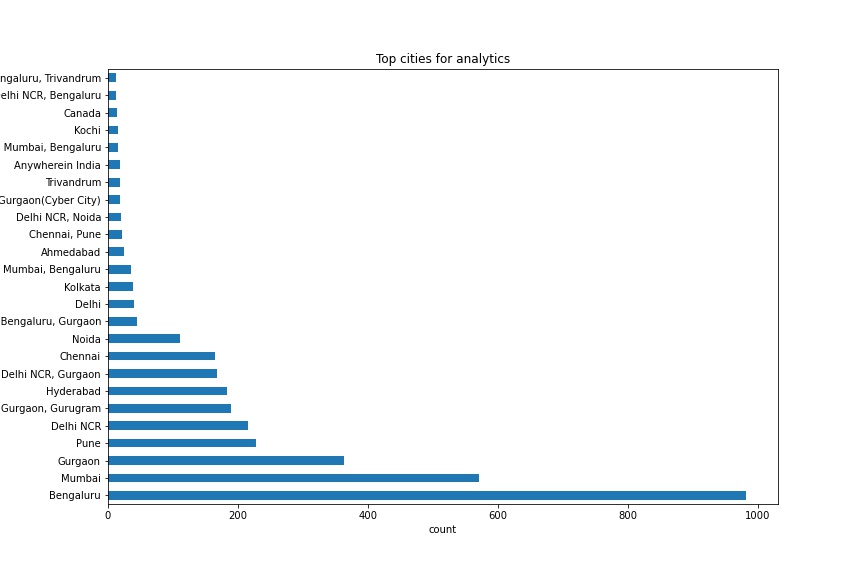 Top cities for analytics
ngaluru, Trivandrum
elhi NCR, Bengaluru
Canada
Kochi
Mumbai, Bengaluru
Anywherein India
Trivandrum
Gurgaon(Cyber City)
Delhi NCR, Noida
Chennai, Pune
Ahmedabad
Mumbai, Bengaluru
Kolkata
Delhi
Bengaluru, Gurgaon
Noida
Chennai
Delhi NCR, Gurgaon
Hyderabad
Gurgaon, Gurugram
Delhi NCR
Pune
Gurgaon
Mumbai
Bengaluru
0 200 400 600 800 1000
count